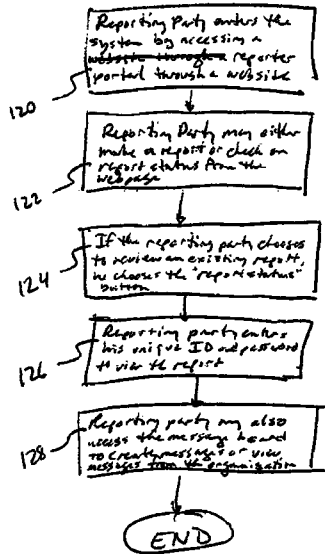 Reporting Party enters the
system by accessing a
website through a reporter
portal through a website
120
Reporting Party may either
make a report or check on
report status from the
webpage
122
If the reporting party chooses
to review an existing report,
he chooses the "report status"
button
124
Reporting party enters
his unique ID and password
to view the report
126
Reporting party may also
access the message board
to create messages or view
messages from the organization
128
END